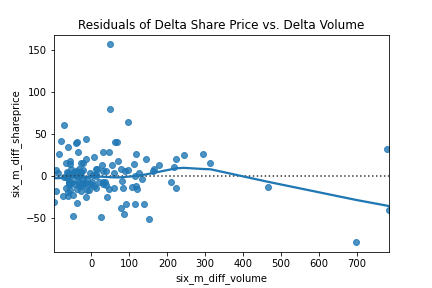 Residuals of Delta Share Price vs. Delta Volume
150
100
50
0
−50
six_m_diff_shareprice
0 100 200 300 400 500 600 700
six_m_diff_volume